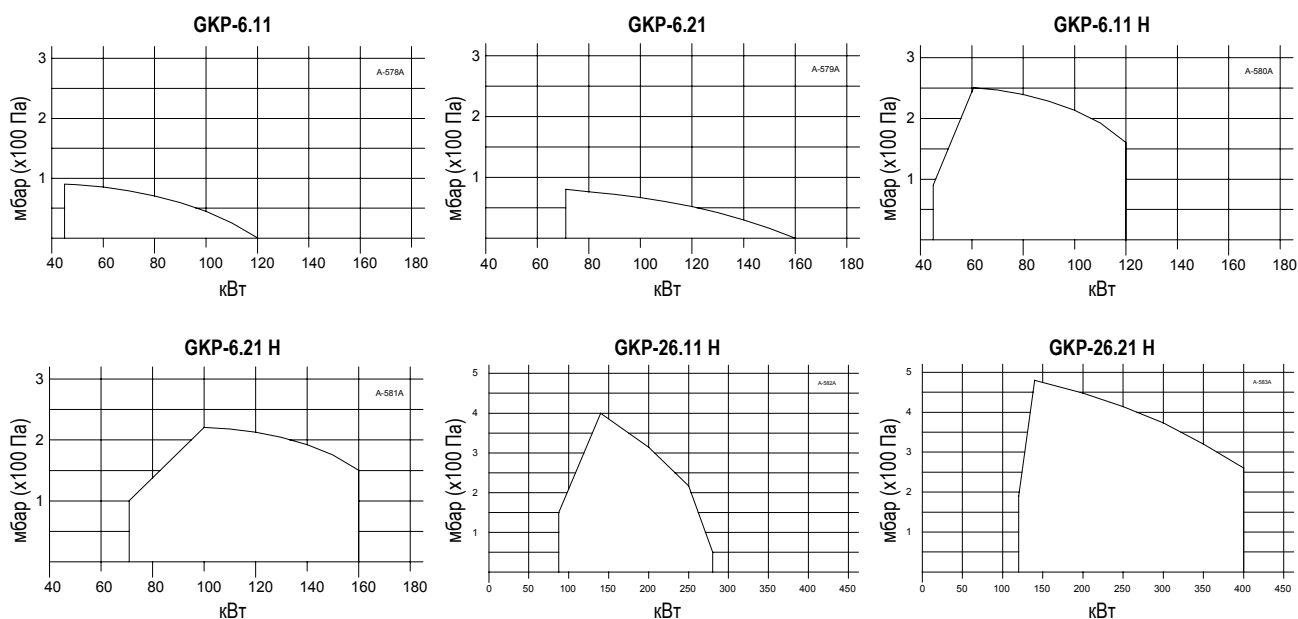 GKP-6.11
GKP-6.21
GKP-6.11 H
мбар (x100 Па)
3
2
1
A-578A
40 60 80 100 120 140 160 180
кВт
мбар (x100 Па)
3
2
1
A-579A
40 60 80 100 120 140 160 180
кВт
мбар (x100 Па)
3
2
1
A-580A
40 60 80 100 120 140 160 180
кВт
GKP-6.21 H
GKP-26.11 H
GKP-26.21 H
мбар (x100 Па)
3
2
1
A-581A
40 60 80 100 120 140 160 180
кВт
мбар (x100 Па)
5
4
3
2
1
A-582A
0 50 100 150 200 250 300 350 400 450
кВт
мбар (x100 Па)
5
4
3
2
1
A-583A
0 50 100 150 200 250 300 350 400 450
кВт